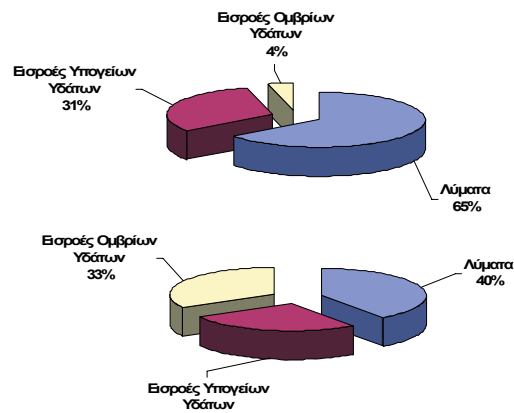 Εισροές Ομβρίων
Υδάτων
4%
Εισροές Υπογείων
Υδάτων
31%
Λύματα
65%
Εισροές Ομβρίων
Υδάτων
33%
Λύματα
40%
Εισροές Υπογείων
Υδάτων